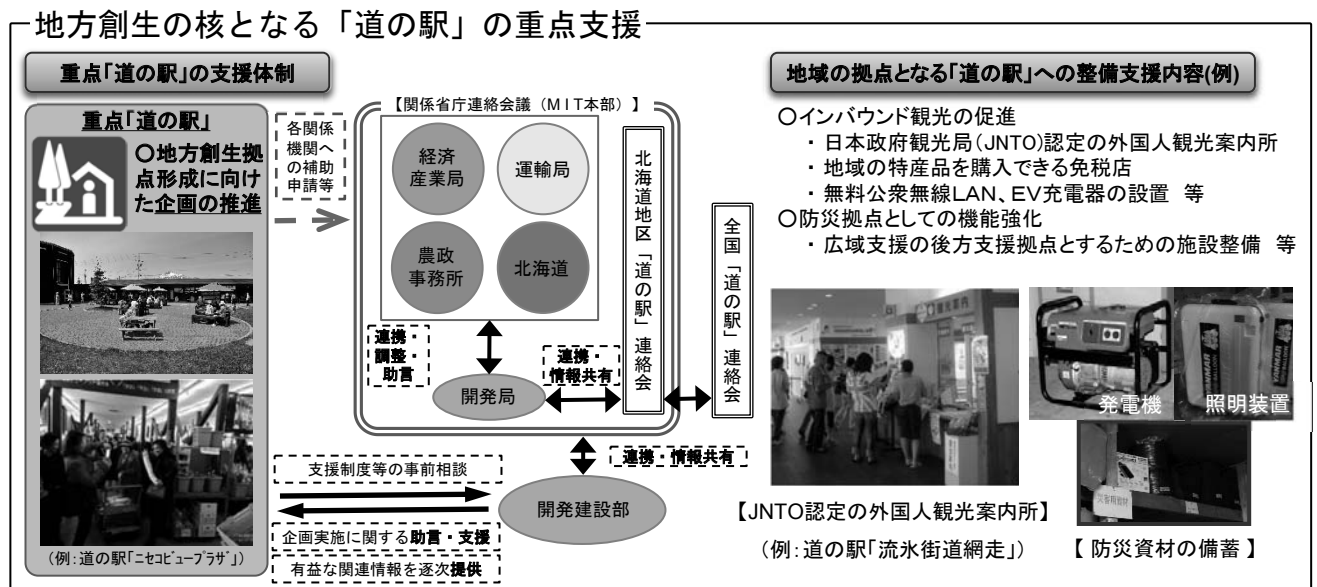 地方創生の核となる「道の駅」の重点支援
重点「道の駅」の支援体制
重点「道の駅」
〇地方創生拠
点形成に向け
た企画の推進
(例:道の駅「ニセコビュープラザ」)
各関係
機関へ
の補助
申請等
【関係省庁連絡会議（MIT本部）】
経済
産業局
運輸局
農政
事務所
北海道
北海道地区「道の駅」連絡会
全国「道の駅」連絡会
連携・
調整・
助言
開発局
連携・
情報共有
連携・情報共有
支援制度等の事前相談
開発建設部
企画実施に関する助言・支援
有益な関連情報を逐次提供
地域の拠点となる「道の駅」への整備支援内容(例)
〇インバウンド観光の促進
・日本政府観光局(JNTO)認定の外国人観光案内所
・地域の特産品を購入できる免税店
・無料公衆無線LAN、EV充電器の設置 等
〇防災拠点としての機能強化
・広域支援の後方支援拠点とするための施設整備 等
観光案内
【JNTO認定の外国人観光案内所】
(例:道の駅「流氷街道網走」)
発電機
YANMAR
照明装置
【 防災資材の備蓄 】